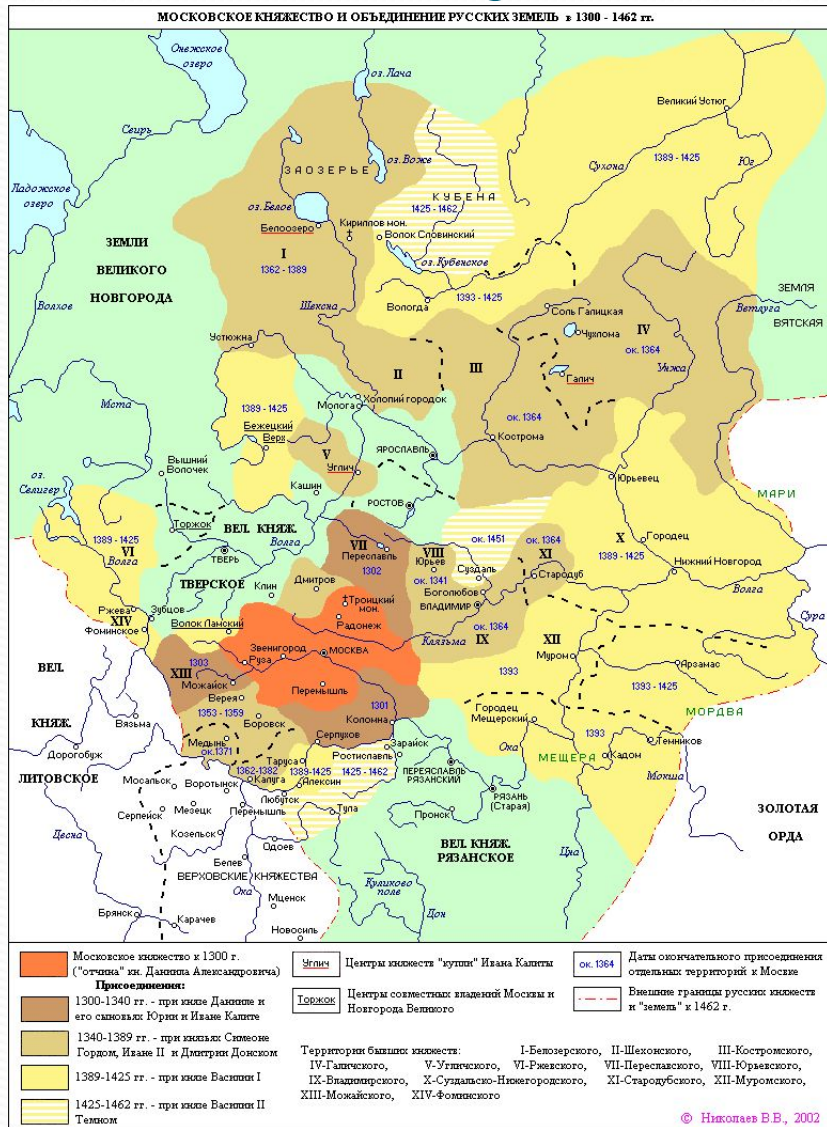 МОСКОВСКОЕ КНЯЖЕСТВО И ОБЪЕДИНЕНИЕ РУССКИХ ЗЕМЕЛЬ в 1300 - 1462 гг.
Онежское
озеро
оз. Лача
Великий Устюг
Свирь
оз. Воже
Сухона
1389 - 1425
Юг
ЗАОЗЕРЬЕ
КУБЕНА
Ладожское
озеро
оз. Белое
1425 - 1462
Кириллов мон.
Белоозеро
Волок Словинский
ЗЕМЛИ
ВЕЛИКОГО
НОВГОРОДА
I
1362 - 1389
оз. Кубенское
Волхов
Шексна
Вологда
1393 - 1425
ЗЕМЛЯ
ВЯТСКАЯ
Ветлуга
Соль Галицкая
Чухлома
IV
ок. 1364
Устюжна
II
III
Галич
Унжа
Мста
1389 - 1425
Молога
Холопий городок
ок. 1364
Бежецкий
Верх
Кострома
V
ЯРОСЛАВЛЬ
Углич
Вышний
Волочек
Юрьевец
оз.
Селигер
Кашин
РОСТОВ
МАРИ
Торжок
ВЕЛ. КНЯЖ.
Волга
ок. 1451
ок. 1364
X
Городец
1389 - 1425
1389 - 1425
VI
Волга
ТВЕРЬ
VII
Переславль
1302
VIII
Юрьев
ок. 1341
XI
Суздаль
Стародуб
Нижний Новгород
ТВЕРСКОЕ
Дмитров
Боголюбов
Волга
Клин
Троицкий
мон.
ВЛАДИМИР
Сура
Ржева
Зубцов
XIV
Фоминское
Радонеж
ок. 1364
Волок Ламский
Клязьма
IX
XII
Звенигород
МОСКВА
Муром
ВЕЛ.
1303
Руза
1393
Арзамас
XIII
Можайск
Перемышль
1301
1393 - 1425
КНЯЖ.
Верея
1353 - 1359
Коломна
Городец
Мещерский
МОРДВА
Вязьма
Боровск
Серпухов
1393
Дорогобуж
Медынь
ок. 1371
Зарайск
Ока
Темников
Таруса
Ростиславль
МЕЩЕРА
Кадом
ЛИТОВСКОЕ
1362-1382
1389-1425
1425 - 1462
ПЕРЕЯСЛАВЛЬ
РЯЗАНСКИЙ
Мокша
Калуга
Алексин
Мосальск
Воротынск
Любутск
РЯЗАНЬ
(Старая)
ЗОЛОТАЯ
ОРДА
Серпейск
Мезецк
Перемышль
Тула
Пронск
Десна
Козельск
Одоев
ВЕЛ. КНЯЖ.
РЯЗАНСКОЕ
Цна
Белев
ВЕРХОВСКИЕ КНЯЖЕСТВА
Куликово
поле
Ока
Мценск
Дон
Брянск
Карачев
Новосиль
Московское княжество к 1300 г.
("отчина" кн. Даниила Александровича)
Присоединения:
1300-1340 гг. - при князе Данииле и
его сыновьях Юрии и Иване Калите
1340-1389 гг. - при князьях Симеоне
Гордом, Иване II и Дмитрии Донском
1389-1425 гг. - при князе Василии I
1425-1462 гг. - при князе Василии II
Темном
Углич Центры княжеств "купли" Ивана Калиты
Торжок Центры совместных владений Москвы и
Новгорода Великого
ок. 1364 Даты окончательного присоединения
отдельных территорий к Москве
Внешние границы русских княжеств
и "земель" к 1462 г.
Территории бывших княжеств: I-Белозерского, II-Шехонского, III-Костромского,
IV-Галичского, V-Угличского, VI-Ржевского, VII-Переславского, VIII-Юрьевского,
IX-Владимирского, X-Суздальско-Нижегородского, XI-Стародубского, XII-Муромского,
XIII-Можайского, XIV-Фоминского
© Николаев В.В., 2002